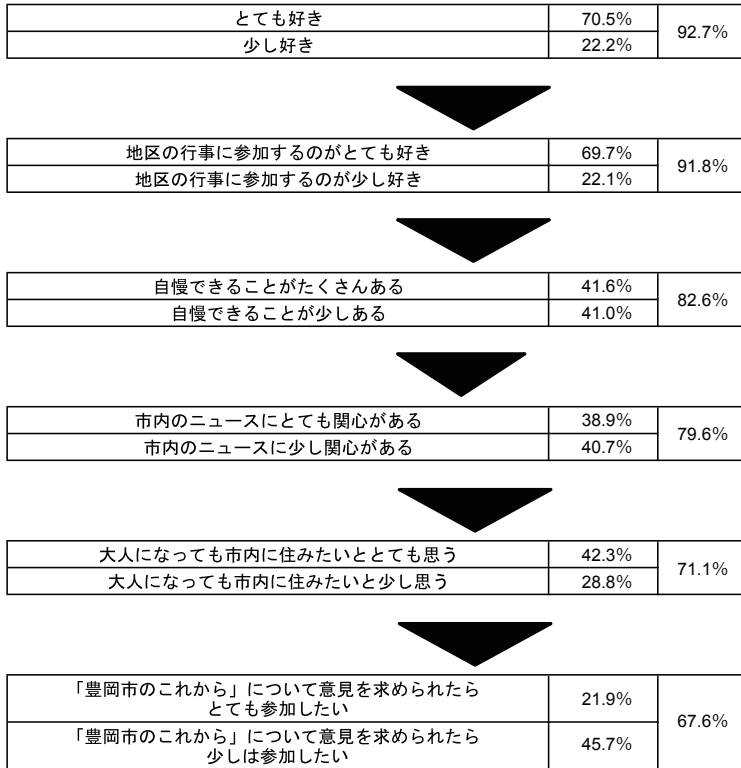 とても好き 70.5% 92.7%
少し好き 22.2%
地区の行事に参加するのがとても好き 69.7% 91.8%
地区の行事に参加するのが少し好き 22.1%
自慢できることがたくさんある 41.6% 82.6%
自慢できることが少しある 41.0%
市内のニュースにとても関心がある 38.9% 79.6%
市内のニュースに少し関心がある 40.7%
大人になっても市内に住みたいととても思う 42.3% 71.1%
大人になっても市内に住みたいと少し思う 28.8%
「豊岡市のこれから」について意見を求められたら
とても参加したい 21.9% 67.6%
「豊岡市のこれから」について意見を求められたら
少しは参加したい 45.7%